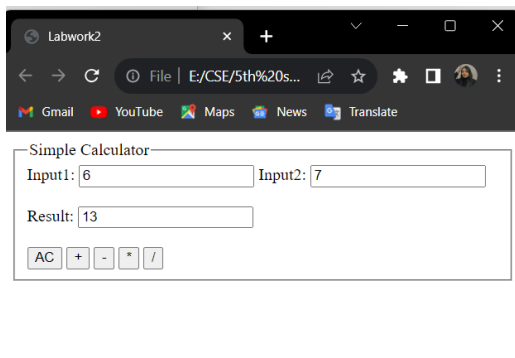 Labwork2
File E:/CSE/5th%20s...
Gmail YouTube Maps News Translate
Simple Calculator
Input1: 6 Input2: 7
Result: 13
AC + - * /